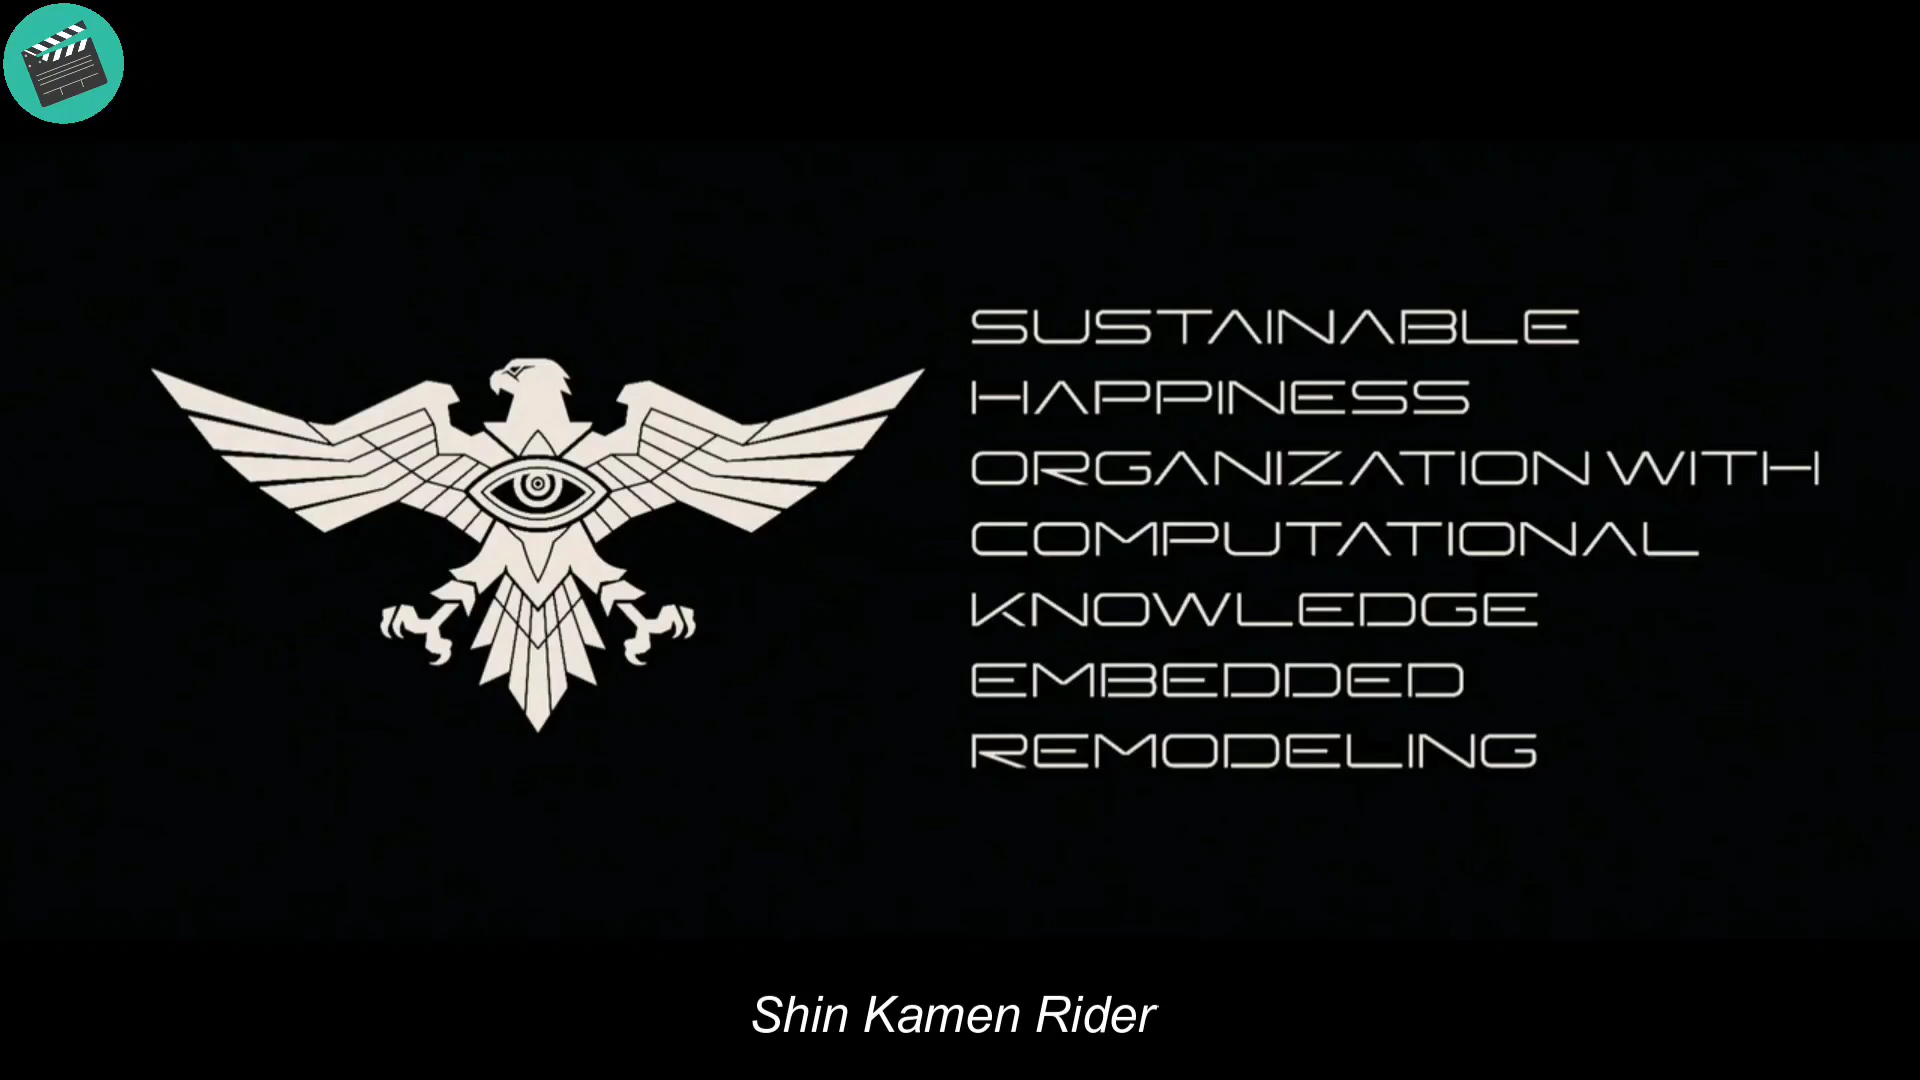 SUSTAINABLE
HAPPINESS
ORGANIZATION WITH
COMPUTATIONAL
KNOWLEDGE
EMBEDDED
REMODELING
Shin Kamen Rider